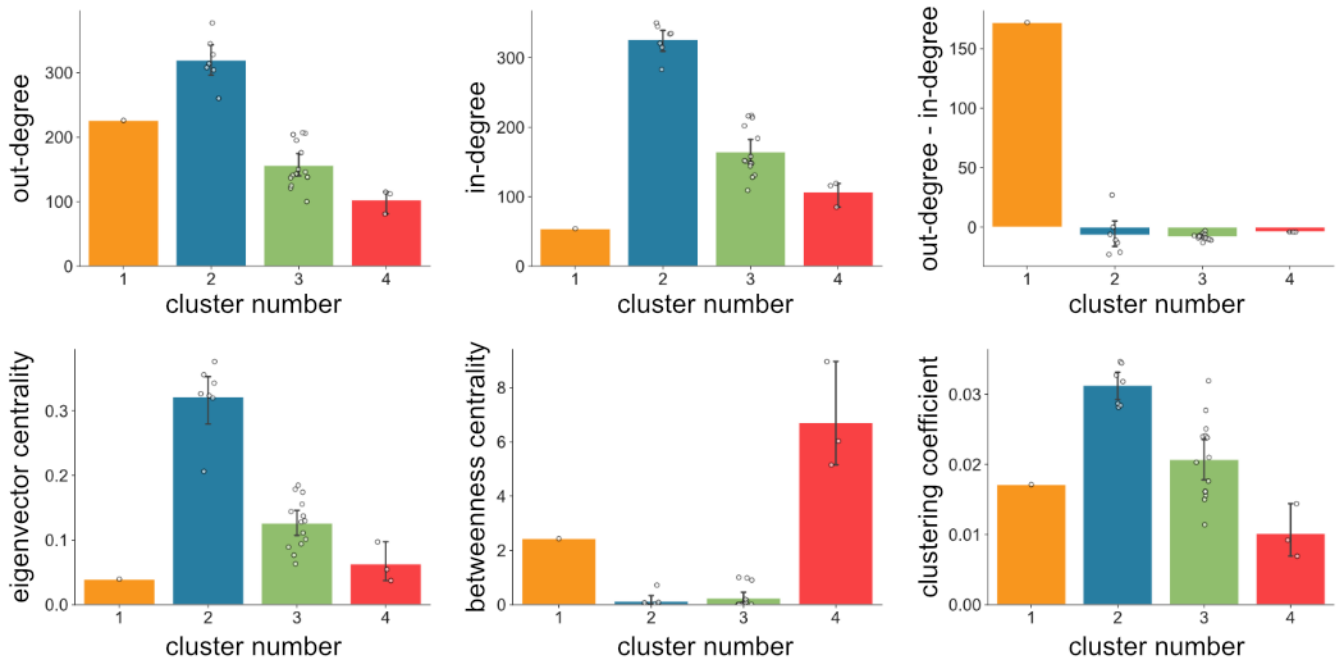 out-degree
300
200
100
0
1 2 3 4
cluster number
in-degree
300
200
100
0
1 2 3 4
cluster number
out-degree - in-degree
150
100
50
0
1 2 3 4
cluster number
eigenvector centrality
0.3
0.2
0.1
0.0
1 2 3 4
cluster number
betweenness centrality
8
6
4
2
0
1 2 3 4
cluster number
clustering coefficient
0.03
0.02
0.01
0.00
1 2 3 4
cluster number